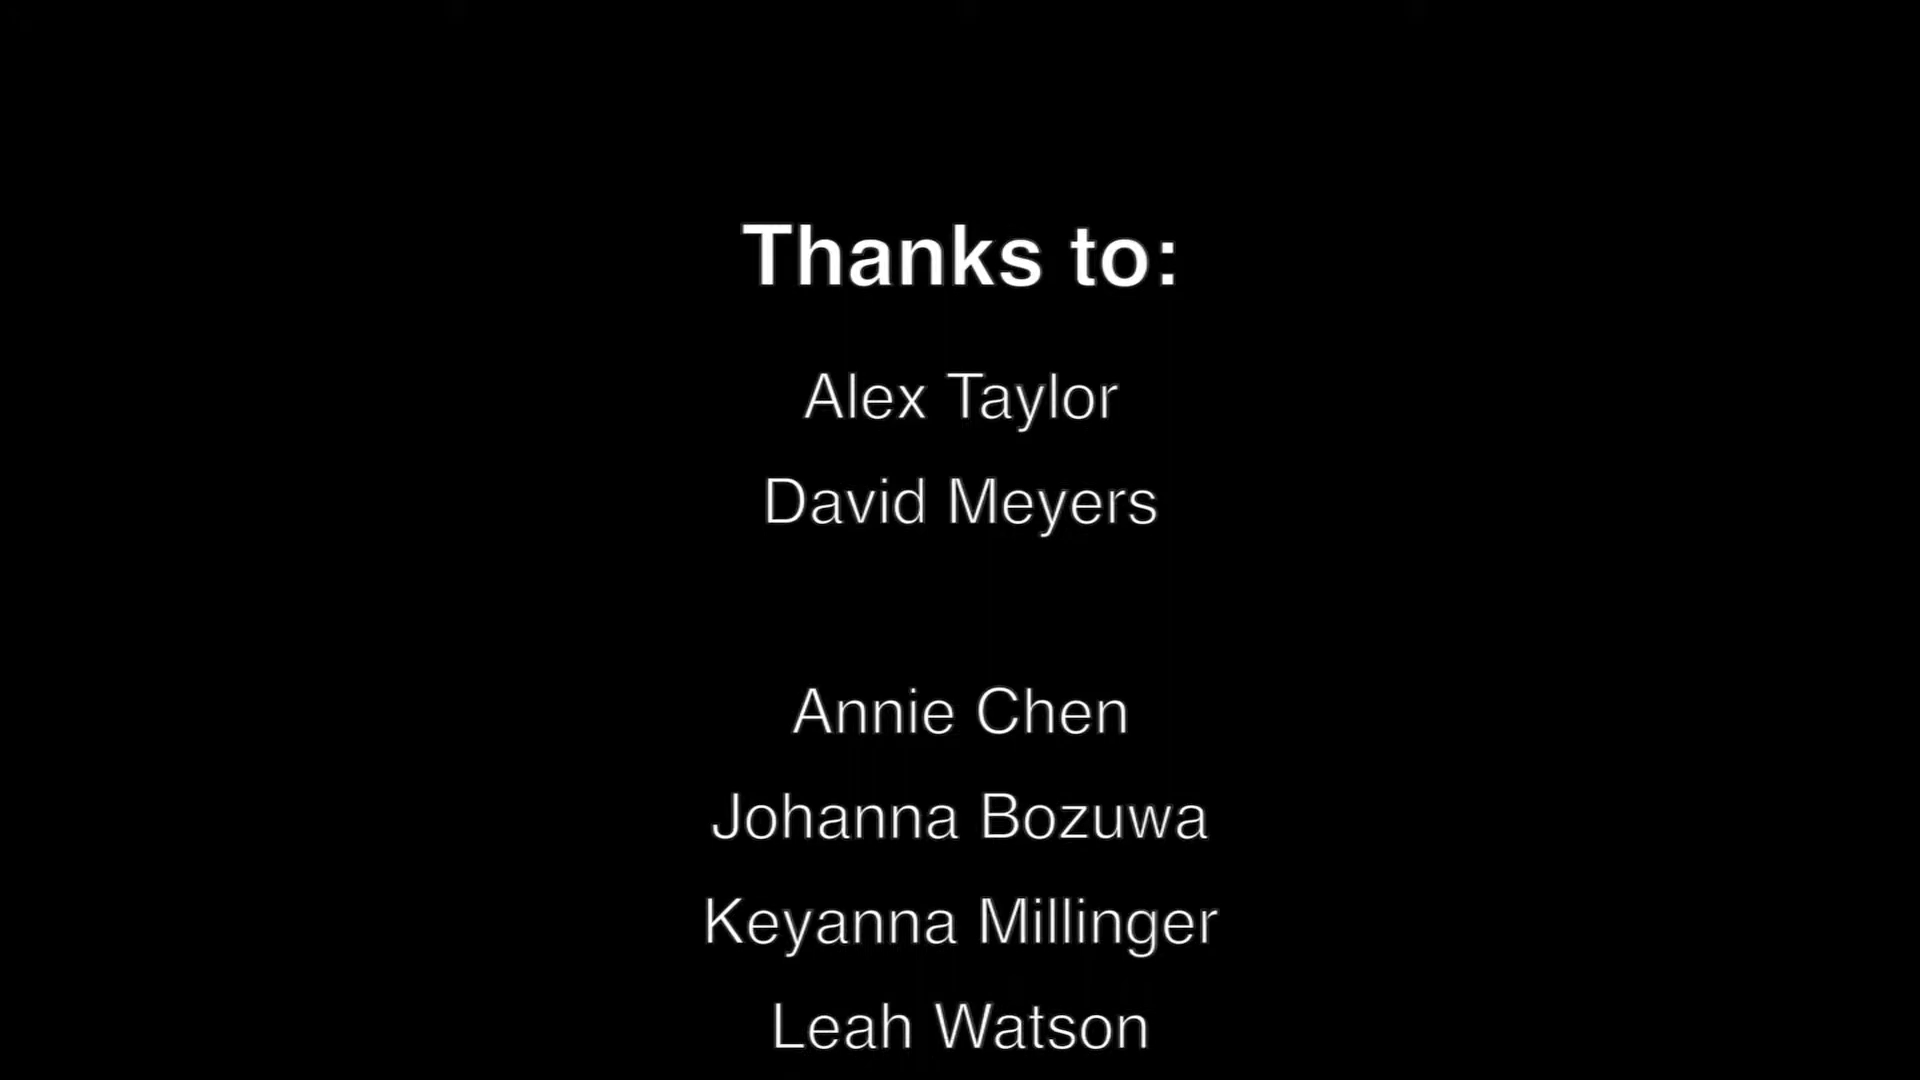 Thanks to:
Alex Taylor
David Meyers
Annie Chen
Johanna Bozuwa
Keyanna Millinger
Leah Watson